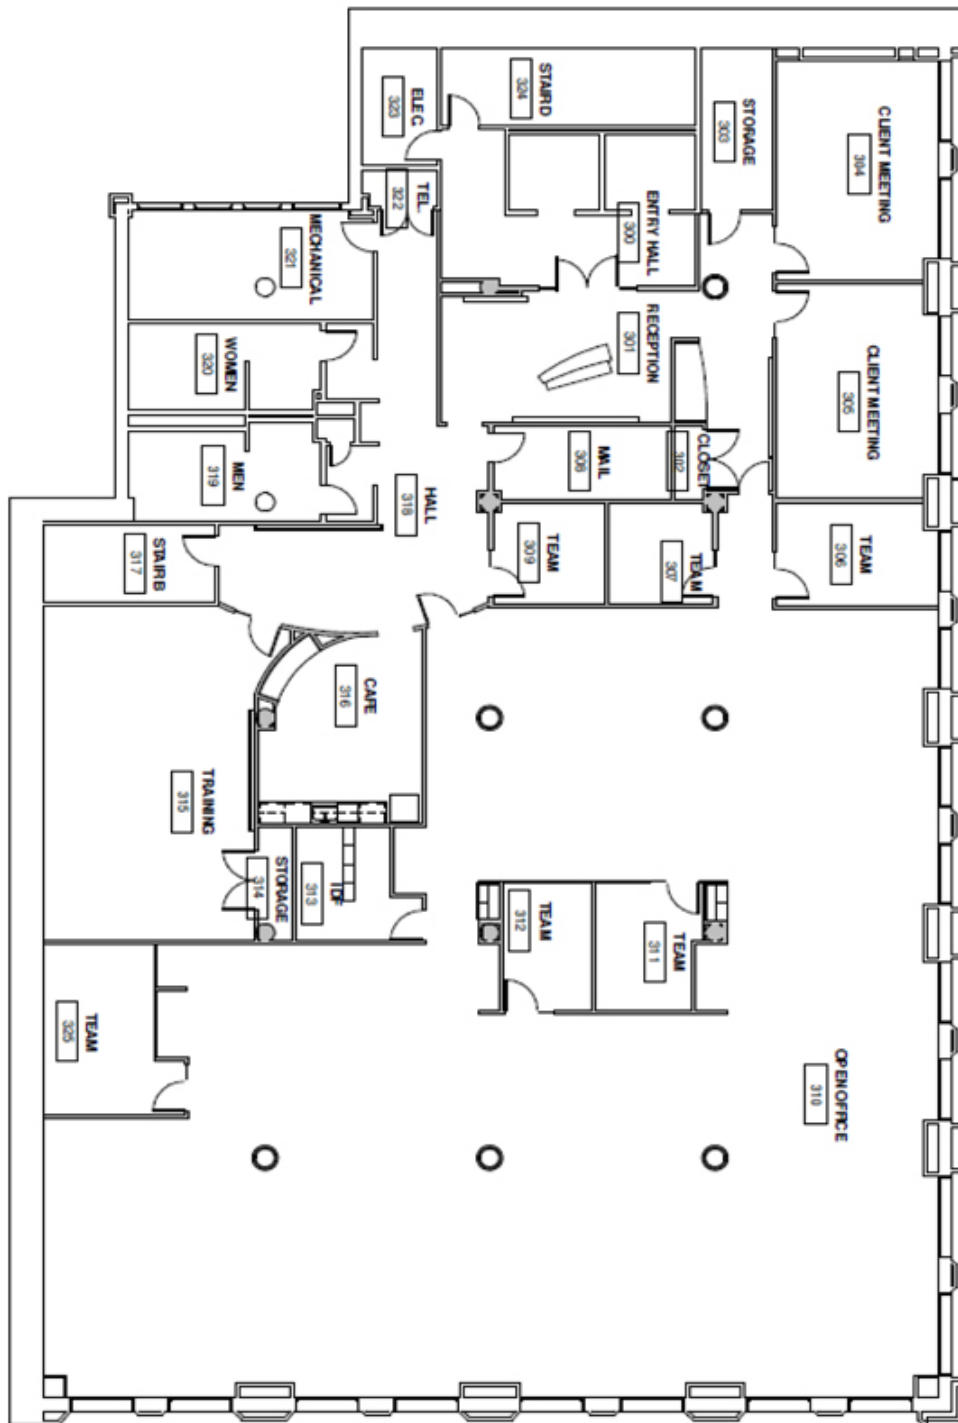 CLIENT MEETING
304
STORAGE
303
STAIR D
324
ELEC
323
TEL.
322
ENTRY HALL
300
MECHANICAL
321
RECEPTION
301
CLIENT MEETING
305
WOMEN
320
MEN
319
HALL
318
MAIL
308
CLOSET
302
TEAM
306
TEAM
307
TEAM
309
STAIR B
317
CAFE
316
TRAINING
315
STORAGE
314
IDF
313
TEAM
312
TEAM
311
TEAM
325
OPEN OFFICE
310